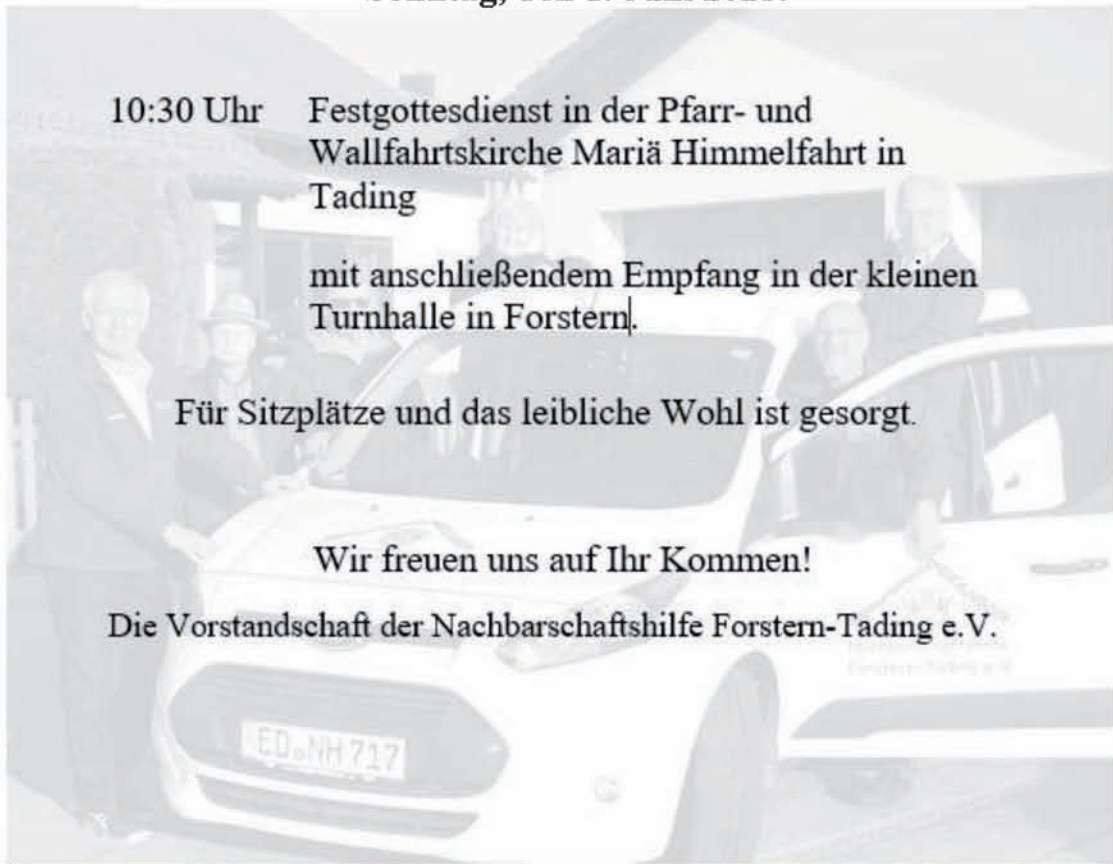 10:30 Uhr Festgottesdienst in der Pfarr- und
Wallfahrtskirche Mariä Himmelfahrt in
Tading
mit anschließendem Empfang in der kleinen
Turnhalle in Forstern.
Für Sitzplätze und das leibliche Wohl ist gesorgt.
Wir freuen uns auf Ihr Kommen!
Die Vorstandschaft der Nachbarschaftshilfe Forstern-Tading e.V.
Forstern-Tading e.V.
ED NH 717